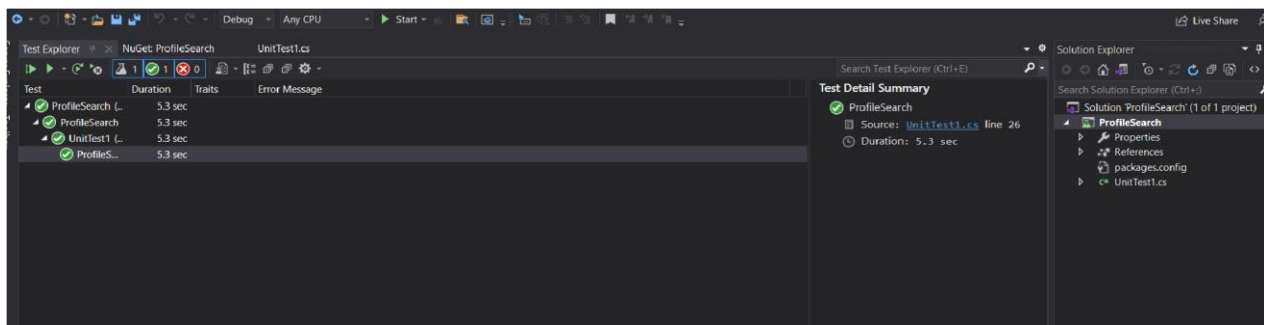 Debug Any CPU Start Live Share
Test Explorer NuGet: ProfileSearch UnitTest1.cs Solution Explorer
1 1 0 Search Test Explorer (Ctrl+E)
Test Duration Traits Error Message Test Detail Summary Search Solution Explorer (Ctrl+;)
ProfileSearch (... 5.3 sec ProfileSearch Solution 'ProfileSearch' (1 of 1 project)
ProfileSearch 5.3 sec Source: UnitTest1.cs line 26 ProfileSearch
UnitTest1 (... 5.3 sec Duration: 5.3 sec Properties
ProfileS... 5.3 sec References
packages.config
C# UnitTest1.cs